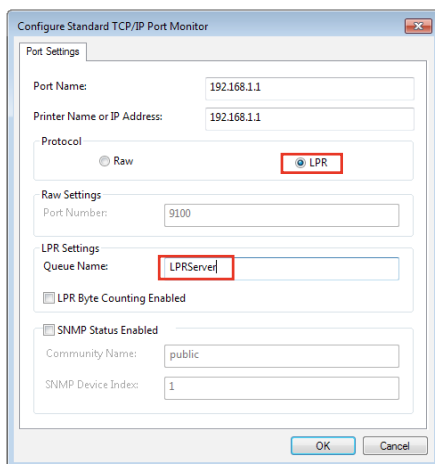 Configure Standard TCP/IP Port Monitor
Port Settings
Port Name: 192.168.1.1
Printer Name or IP Address: 192.168.1.1
Protocol
Raw LPR
Raw Settings
Port Number: 9100
LPR Settings
Queue Name: LPRServer
LPR Byte Counting Enabled
SNMP Status Enabled
Community Name: public
SNMP Device Index: 1
OK Cancel